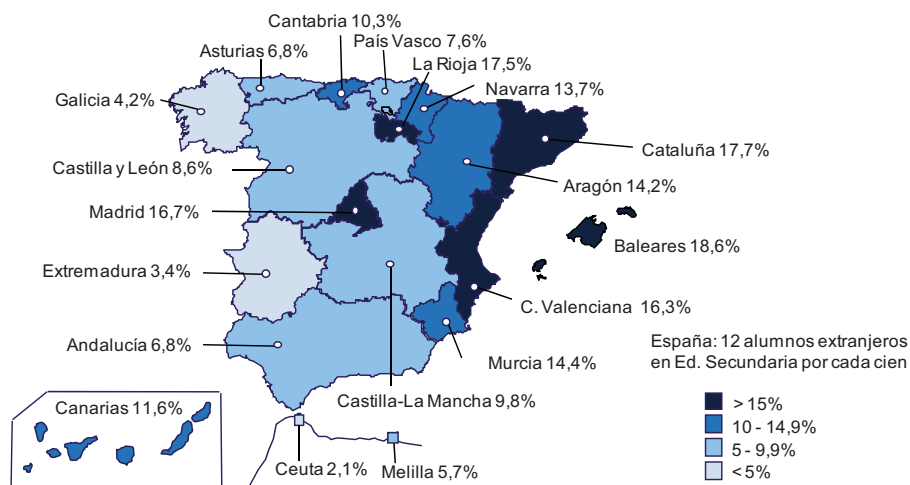 Cantabria 10,3%
País Vasco 7,6%
Asturias 6,8%
La Rioja 17,5%
Navarra 13,7%
Galicia 4,2%
Cataluña 17,7%
Castilla y León 8,6%
Aragón 14,2%
Madrid 16,7%
Baleares 18,6%
Extremadura 3,4%
C. Valenciana 16,3%
Andalucía 6,8%
Murcia 14,4%
España: 12 alumnos extranjeros
en Ed. Secundaria por cada cien
Canarias 11,6%
Castilla-La Mancha 9,8%
Ceuta 2,1%
Melilla 5,7%
> 15%
10 - 14,9%
5 - 9,9%
< 5%